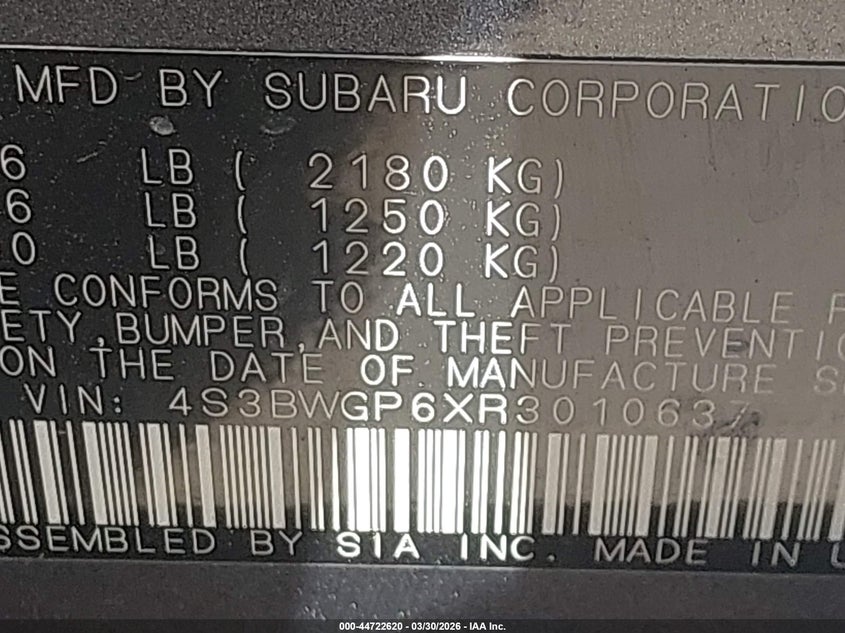 MFD BY SUBARU CORPORATIO
6 LB ( 2180 KG)
6 LB ( 1250 KG)
0 LB ( 1220 KG)
E CONFORMS TO ALL APPLICABLE F
ETY,BUMPER,AND THEFT PREVENTIO
ON THE DATE OF MANUFACTURE S
VIN: 4S3BWGP6XR3010637
SSEMBLED BY SIA INC. MADE IN U
000-44722620 - 03/30/2026 - IAA Inc.